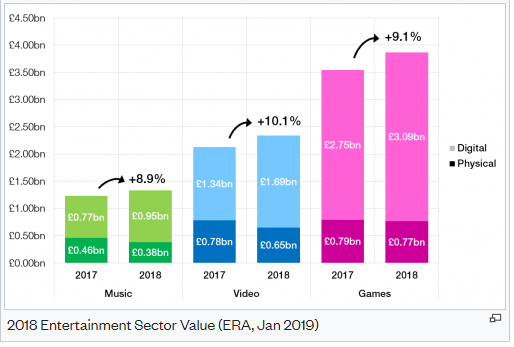 £4.50bn
£4.00bn
£3.50bn
£3.00bn
£2.50bn
£2.00bn
£1.50bn
£1.00bn
£0.50bn
£0.00bn
+8.9%
+10.1%
+9.1%
£0.77bn
£0.95bn
£1.34bn
£1.69bn
£2.75bn
£3.09bn
£0.46bn
£0.38bn
£0.78bn
£0.65bn
£0.79bn
£0.77bn
Digital
Physical
2017 2018 2017 2018 2017 2018
Music Video Games
2018 Entertainment Sector Value (ERA, Jan 2019)